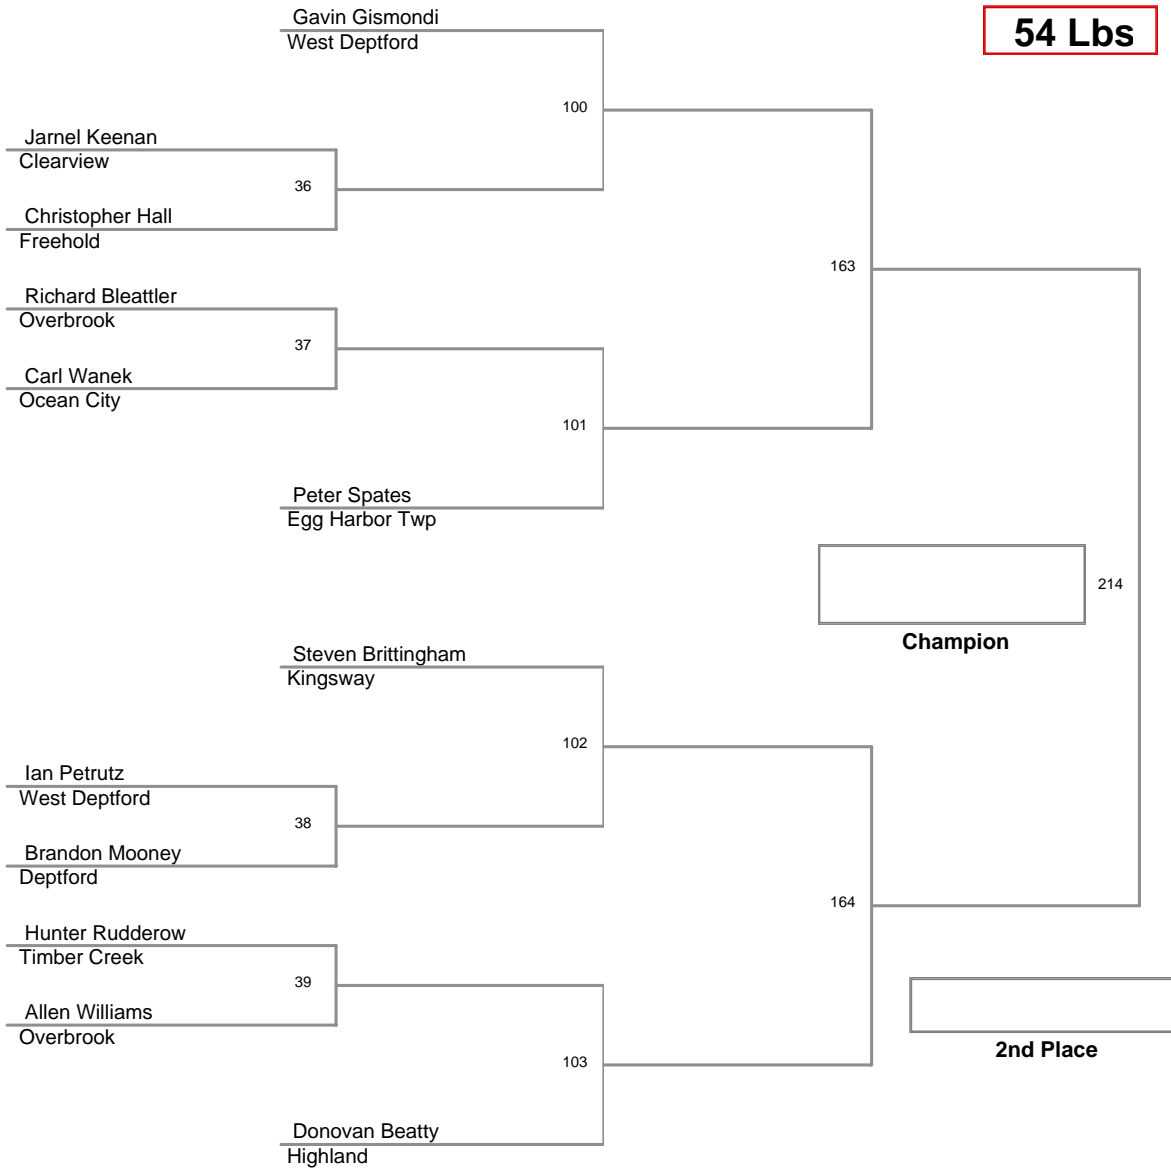 Gavin Gismondi
West Deptford
54 Lbs
100
Jarnel Keenan
Clearview
36
Christopher Hall
Freehold
163
Richard Bleattler
Overbrook
37
Carl Wanek
Ocean City
101
Peter Spates
Egg Harbor Twp
214
Champion
Steven Brittingham
Kingsway
102
Ian Petrutz
West Deptford
38
Brandon Mooney
Deptford
164
Hunter Rudderow
Timber Creek
39
Allen Williams
Overbrook
2nd Place
103
Donovan Beatty
Highland